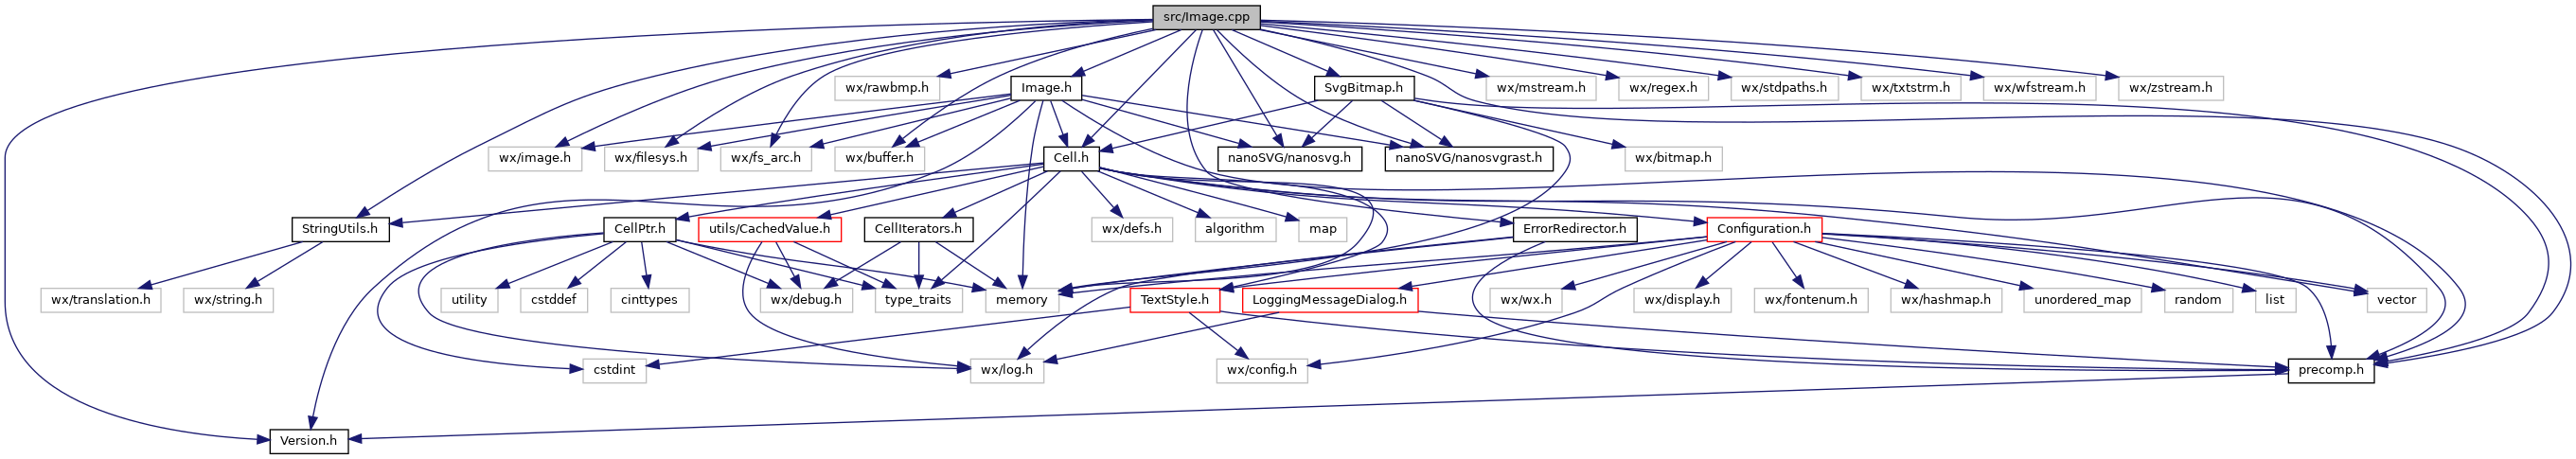 src/Image.cpp
wx/rawbmp.h
Image.h
SvgBitmap.h
wx/mstream.h
wx/regex.h
wx/stdpaths.h
wx/txtstrm.h
wx/wfstream.h
wx/zstream.h
wx/image.h
wx/filesys.h
wx/fs_arc.h
wx/buffer.h
Cell.h
nanoSVG/nanosvg.h
nanoSVG/nanosvgrast.h
wx/bitmap.h
StringUtils.h
CellPtr.h
utils/CachedValue.h
CellIterators.h
wx/defs.h
algorithm
map
ErrorRedirector.h
Configuration.h
wx/translation.h
wx/string.h
utility
cstddef
cinttypes
wx/debug.h
type_traits
memory
TextStyle.h
LoggingMessageDialog.h
wx/wx.h
wx/display.h
wx/fontenum.h
wx/hashmap.h
unordered_map
random
list
vector
cstdint
wx/log.h
wx/config.h
precomp.h
Version.h